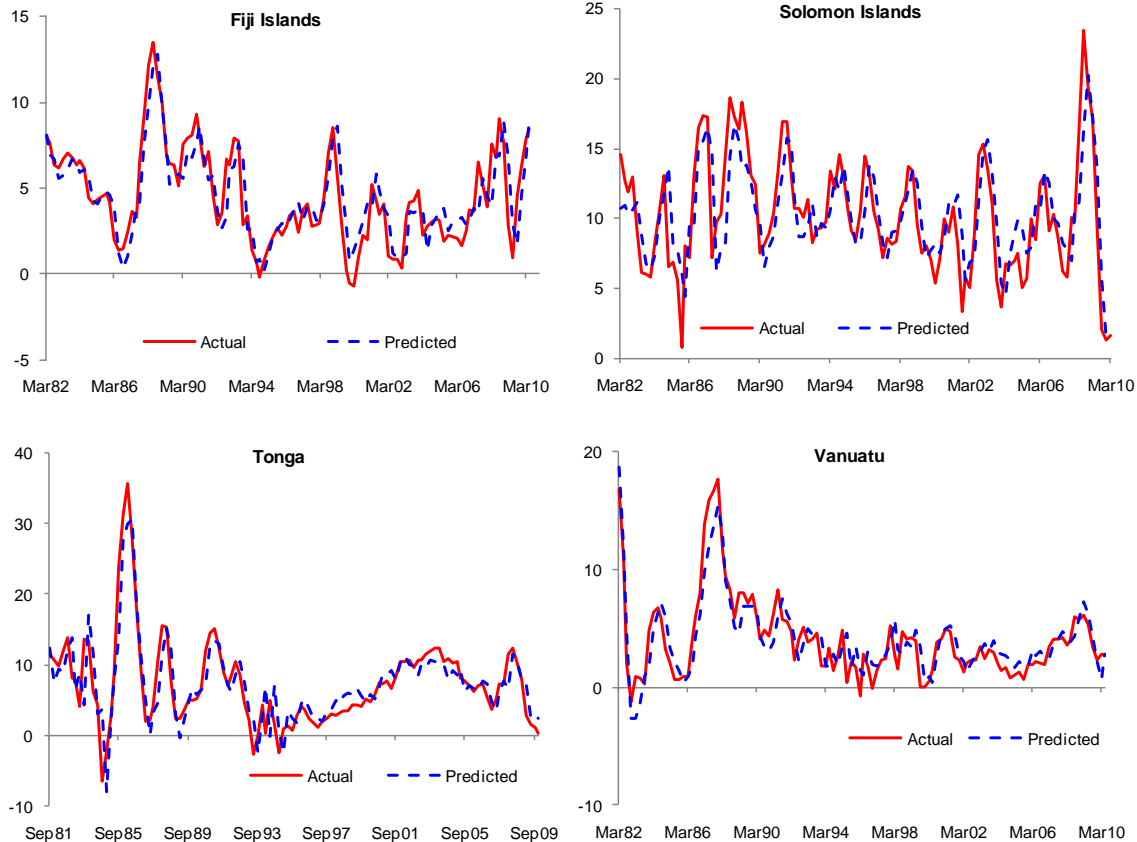 Fiji Islands
15
10
5
0
-5
Actual Predicted
Mar82 Mar86 Mar90 Mar94 Mar98 Mar02 Mar06 Mar10
Solomon Islands
25
20
15
10
5
0
Actual Predicted
Mar82 Mar86 Mar90 Mar94 Mar98 Mar02 Mar06 Mar10
Tonga
40
30
20
10
0
-10
Actual Predicted
Sep81 Sep85 Sep89 Sep93 Sep97 Sep01 Sep05 Sep09
Vanuatu
20
10
0
-10
Actual Predicted
Mar82 Mar86 Mar90 Mar94 Mar98 Mar02 Mar06 Mar10